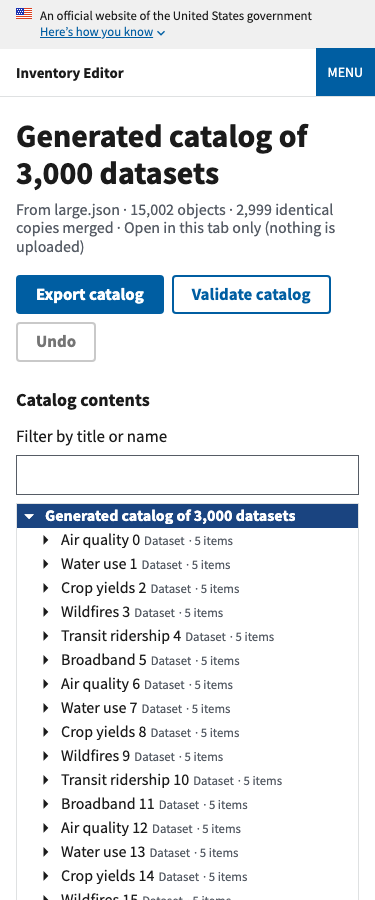 An official website of the United States government
Here's how you know
Inventory Editor
MENU
Generated catalog of
3,000 datasets
From large.json · 15,002 objects · 2,999 identical
copies merged · Open in this tab only (nothing is
uploaded)
Export catalog
Validate catalog
Undo
Catalog contents
Filter by title or name
Generated catalog of 3,000 datasets
Air quality 0 Dataset · 5 items
Water use 1 Dataset · 5 items
Crop yields 2 Dataset · 5 items
Wildfires 3 Dataset · 5 items
Transit ridership 4 Dataset · 5 items
Broadband 5 Dataset · 5 items
Air quality 6 Dataset · 5 items
Water use 7 Dataset · 5 items
Crop yields 8 Dataset · 5 items
Wildfires 9 Dataset · 5 items
Transit ridership 10 Dataset · 5 items
Broadband 11 Dataset · 5 items
Air quality 12 Dataset · 5 items
Water use 13 Dataset · 5 items
Crop yields 14 Dataset · 5 items
Wildfires 15 Dataset · 5 items